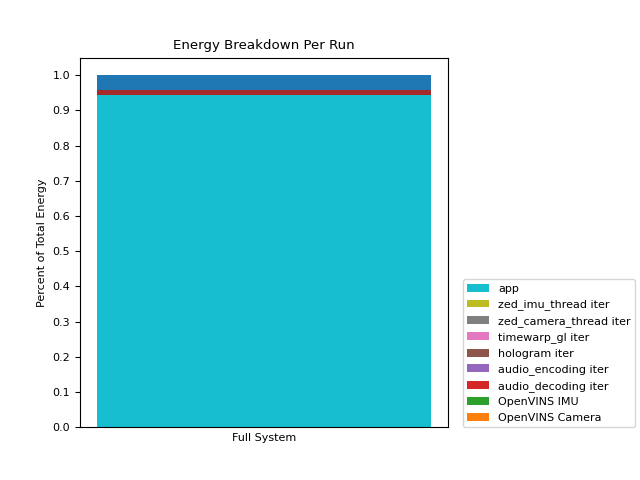 Energy Breakdown Per Run
Percent of Total Energy
1.0
0.9
0.8
0.7
0.6
0.5
0.4
0.3
0.2
0.1
0.0
Full System
app
zed_imu_thread iter
zed_camera_thread iter
timewarp_gl iter
hologram iter
audio_encoding iter
audio_decoding iter
OpenVINS IMU
OpenVINS Camera